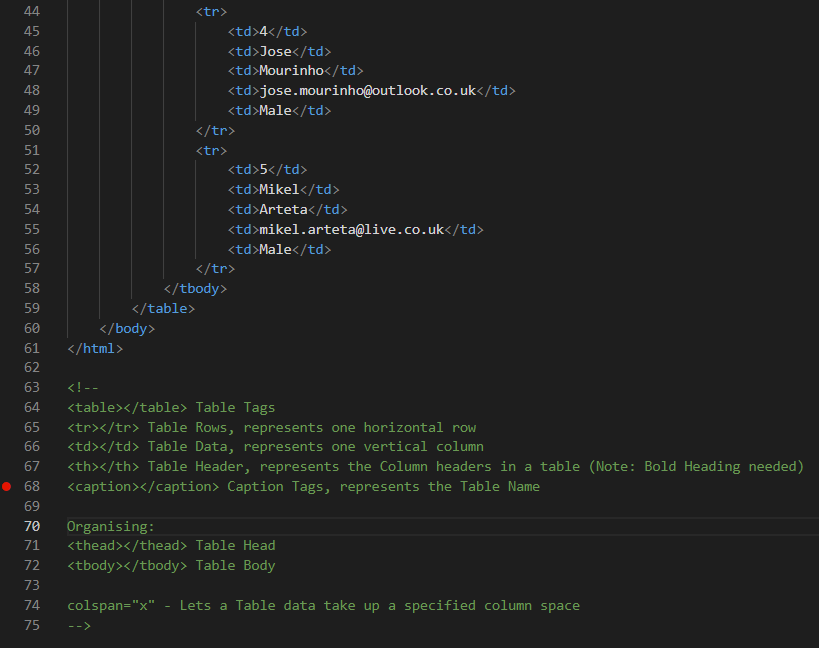 44 <tr>
45 <td>4</td>
46 <td>Jose</td>
47 <td>Mourinho</td>
48 <td>jose.mourinho@outlook.co.uk</td>
49 <td>Male</td>
50 </tr>
51 <tr>
52 <td>5</td>
53 <td>Mikel</td>
54 <td>Arteta</td>
55 <td>mikel.arteta@live.co.uk</td>
56 <td>Male</td>
57 </tr>
58 </tbody>
59 </table>
60 </body>
61 </html>
62
63 <!--
64 <table></table> Table Tags
65 <tr></tr> Table Rows, represents one horizontal row
66 <td></td> Table Data, represents one vertical column
67 <th></th> Table Header, represents the Column headers in a table (Note: Bold Heading needed)
68 <caption></caption> Caption Tags, represents the Table Name
69
70 Organising:
71 <thead></thead> Table Head
72 <tbody></tbody> Table Body
73
74 colspan="x" - Lets a Table data take up a specified column space
75 -->